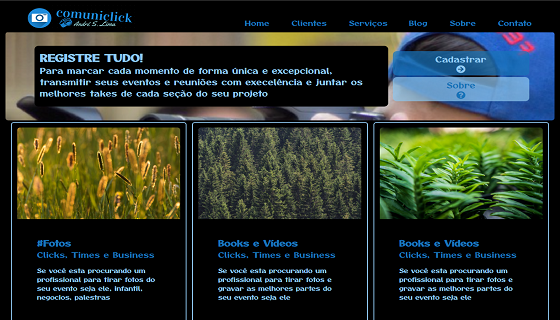 comuniclick
André S. Lima
Home Clientes Serviços Blog Sobre Contato
REGISTRE TUDO!
Para marcar cada momento de forma única e excepcional,
transmitir seus eventos e reuniões com execelência e juntar os
melhores takes de cada seção do seu projeto
Cadastrar
Sobre
#Fotos
Clicks, Times e Business
Se você esta procurando um
profissional para tirar fotos do
seu evento seja ele, infantil,
negocios, palestras
Books e Vídeos
Clicks, Times e Business
Se você esta procurando um
profissional para tirar fotos e
gravar as melhores partes do
seu evento seja ele
Books e Vídeos
Clicks, Times e Business
Se você esta procurando um
profissional para tirar fotos e
gravar as melhores partes do
seu evento seja ele